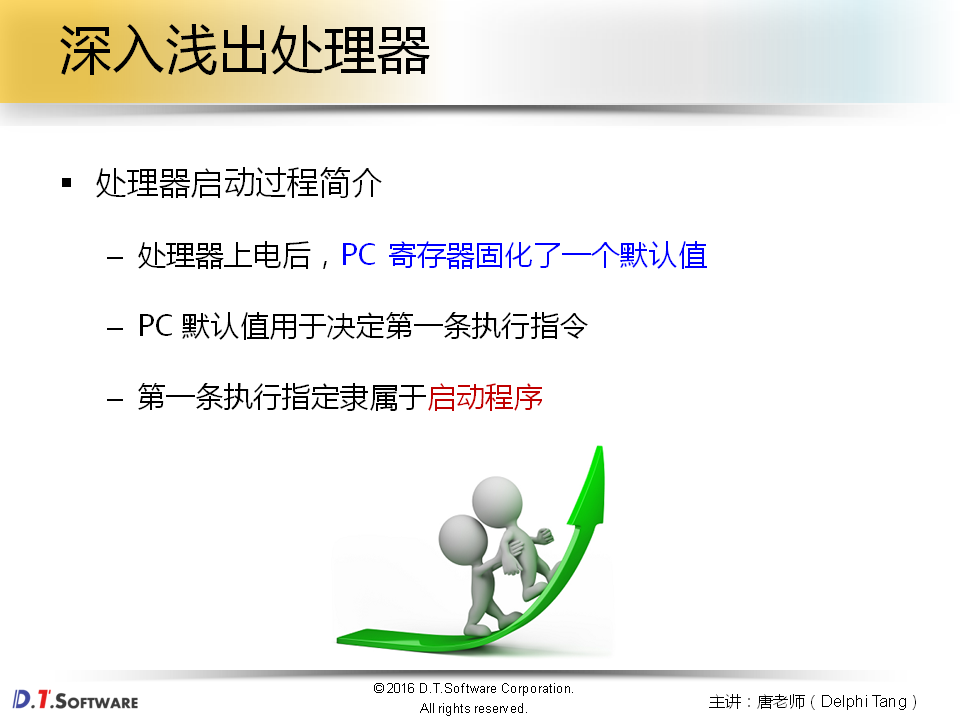 深入浅出处理器
▪ 处理器启动过程简介
– 处理器上电后，PC 寄存器固化了一个默认值
– PC 默认值用于决定第一条执行指令
– 第一条执行指定隶属于启动程序
D.T.SOFTWARE
©2016 D.T.Software Corporation.
All rights reserved.
主讲：唐老师（Delphi Tang）